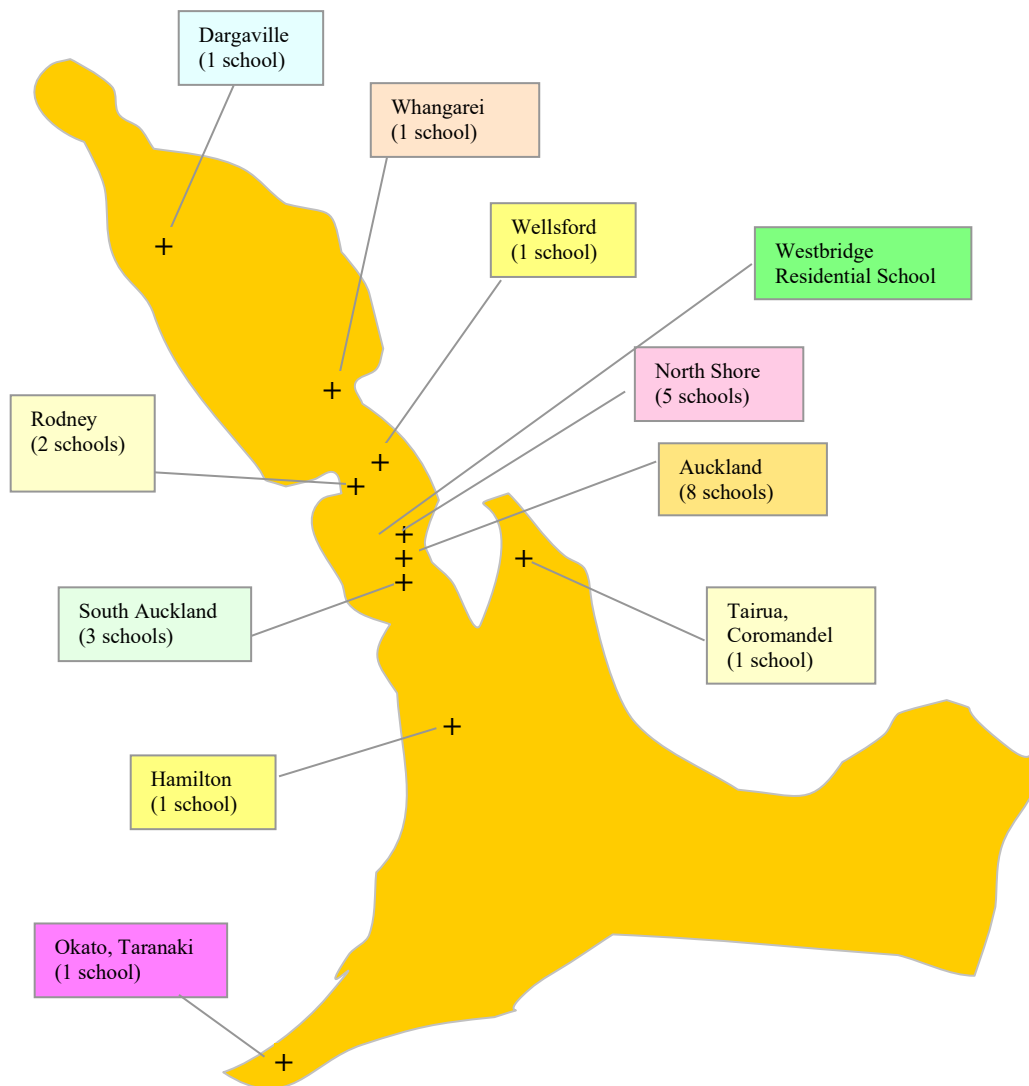 Dargaville
(1 school)
Whangarei
(1 school)
Wellsford
(1 school)
Westbridge
Residential School
North Shore
(5 schools)
Rodney
(2 schools)
Auckland
(8 schools)
South Auckland
(3 schools)
Tairua,
Coromandel
(1 school)
Hamilton
(1 school)
Okato, Taranaki
(1 school)